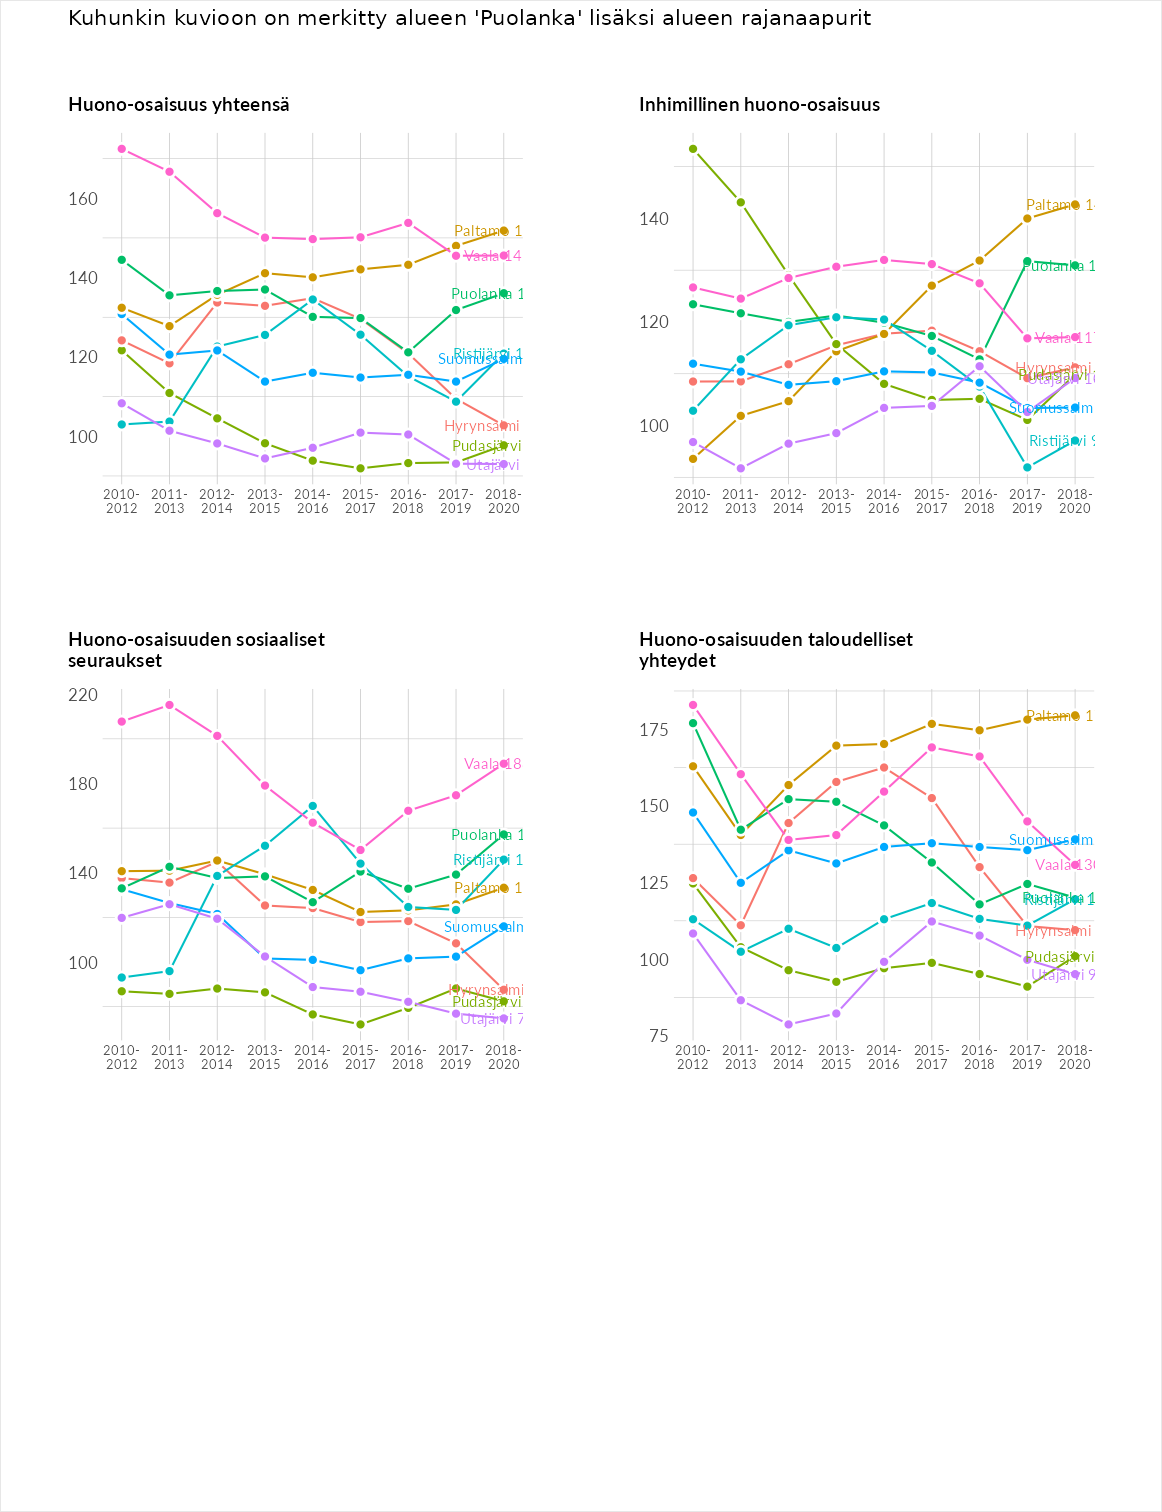 Kuhunkin kuvioon on merkitty alueen 'Puolanka' lisäksi alueen rajanaapurit
Huono-osaisuus yhteensä
160
140
120
100
Paltamo 1
Vaala 14
Puolanka 1
Ristijärvi 1
Suomussalm
Hyrynsalmi
Pudasjärvi
Utajärvi
2010-2012 2011-2013 2012-2014 2013-2015 2014-2016 2015-2017 2016-2018 2017-2019 2018-2020
Inhimillinen huono-osaisuus
140
120
100
Paltamo 1
Puolanka 1
Vaala 117
Hyrynsalmi
Pudasjärvi
Utajärvi 10
Suomussalm
Ristijärvi 9
2010-2012 2011-2013 2012-2014 2013-2015 2014-2016 2015-2017 2016-2018 2017-2019 2018-2020
Huono-osaisuuden sosiaaliset
seuraukset
220
180
140
100
Vaala 18
Puolanka 1
Ristijärvi 1
Paltamo 1
Suomussalm
Hyrynsalmi
Pudasjärvi
Utajärvi 7
2010-2012 2011-2013 2012-2014 2013-2015 2014-2016 2015-2017 2016-2018 2017-2019 2018-2020
Huono-osaisuuden taloudelliset
yhteydet
175
150
125
100
75
Paltamo 1
Suomussalm
Vaala 130
Puolanka 1
Ristijärvi 1
Hyrynsalmi
Pudasjärvi
Utajärvi 9
2010-2012 2011-2013 2012-2014 2013-2015 2014-2016 2015-2017 2016-2018 2017-2019 2018-2020